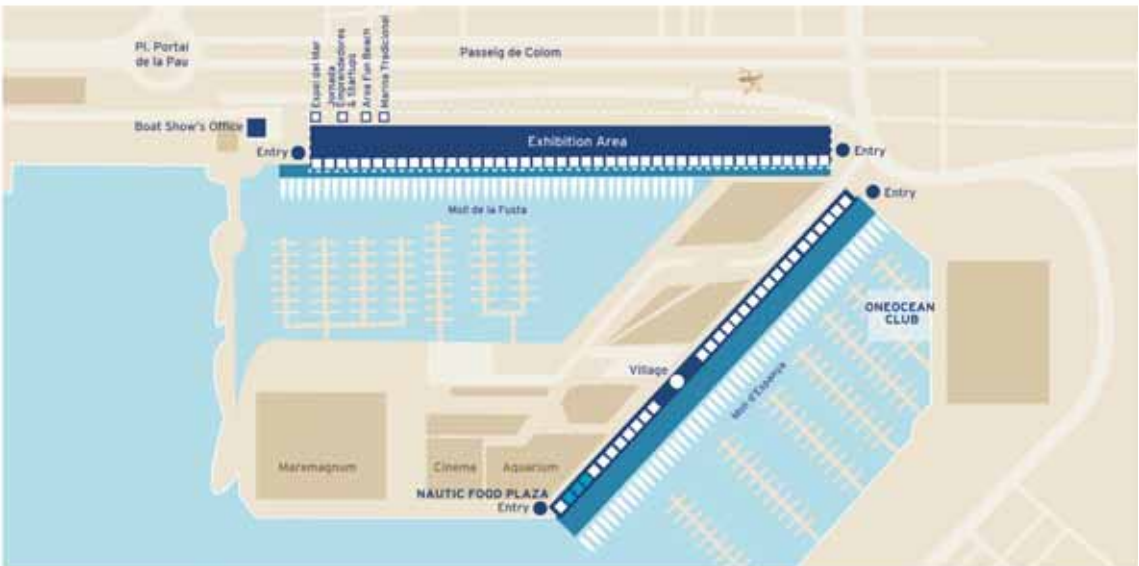 Pl. Portal
de la Pau
Espai del Mar
Jornada
Emprendedores
& Startups
Area Fun Beach
Marina Tradicional
Passeig de Colom
Boat Show's Office
Entry
Exhibition Area
Entry
Entry
Moll de la Fusta
ONEOCEAN
CLUB
Village
Moll d'Espanya
Maremagnum
Cinema
Aquarium
NAUTIC FOOD PLAZA
Entry